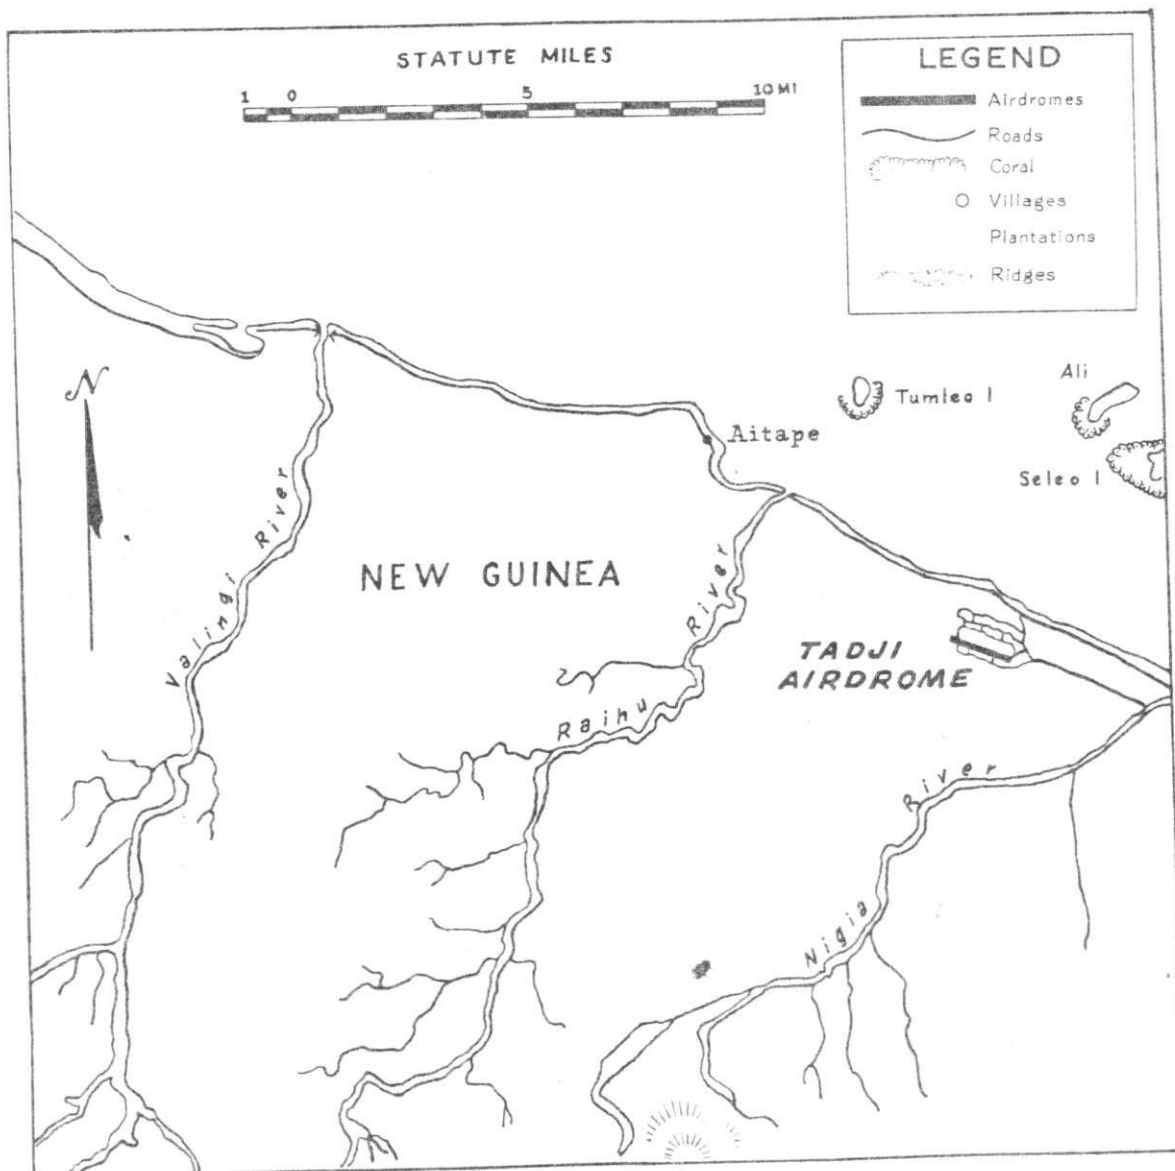 STATUTE MILES
1 0 5 10 MI
LEGEND
Airdromes
Roads
Coral
Villages
Plantations
Ridges
N
Tumleo I
Ali
Seleo I
Aitape
Valingi River
NEW GUINEA
Raihu River
TADJI
AIRDROME
Nigia River